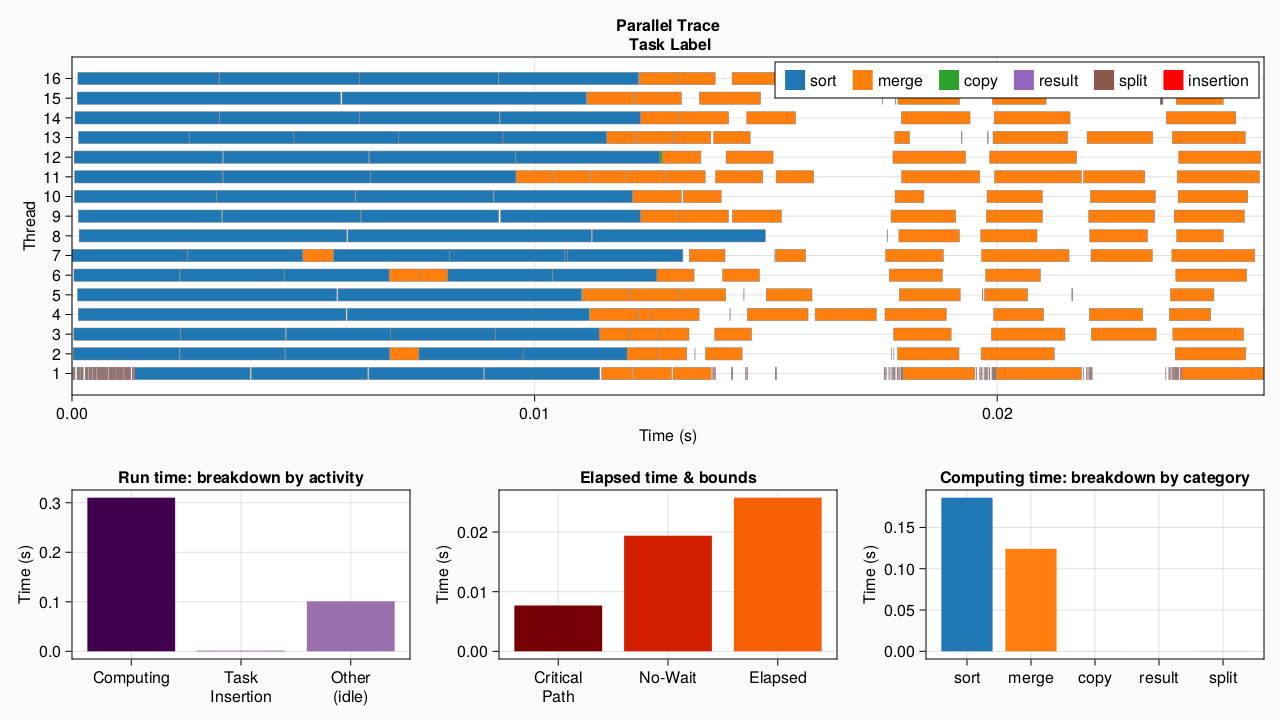 Parallel Trace
Task Label
sort merge copy result split insertion
Thread
16
15
14
13
12
11
10
9
8
7
6
5
4
3
2
1
0.00 0.01 0.02
Time (s)
Run time: breakdown by activity
Time (s)
0.3
0.2
0.1
0.0
Computing
Task
Insertion
Other
(idle)
Elapsed time & bounds
Time (s)
0.02
0.01
0.00
Critical
Path
No-Wait
Elapsed
Computing time: breakdown by category
Time (s)
0.15
0.10
0.05
0.00
sort merge copy result split